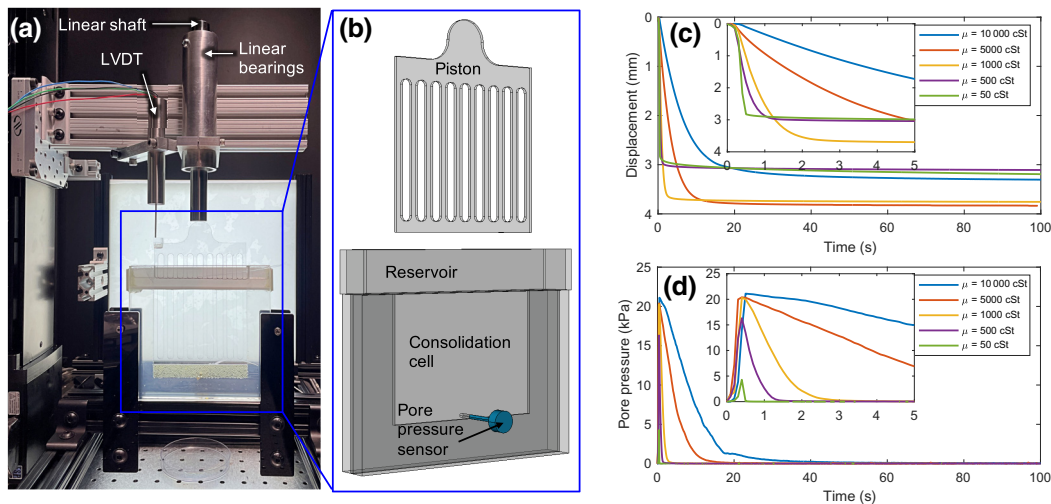 (a)
Linear shaft
LVDT
Linear
bearings
(b)
Piston
Reservoir
Consolidation
cell
Pore
pressure
sensor
(c)
0
1
2
3
4
Displacement (mm)
0
20
40
60
80
100
Time (s)
0
1
2
3
4
0
1
2
3
4
5
μ = 10 000 cSt
μ = 5000 cSt
μ = 1000 cSt
μ = 500 cSt
μ = 50 cSt
(d)
25
20
15
10
5
0
Pore pressure (kPa)
0
20
40
60
80
100
Time (s)
25
20
15
10
5
0
0
1
2
3
4
5
μ = 10 000 cSt
μ = 5000 cSt
μ = 1000 cSt
μ = 500 cSt
μ = 50 cSt